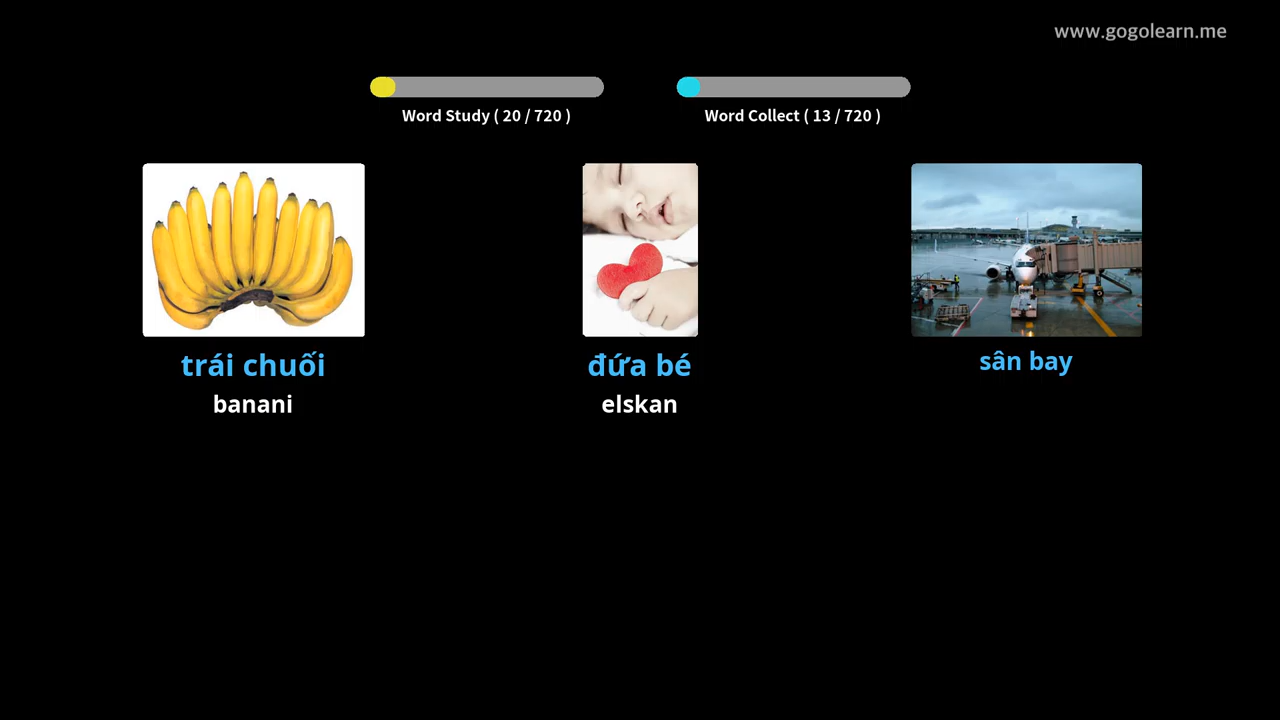 www.gogolearn.me
Word Study ( 20 / 720 )
Word Collect ( 13 / 720 )
trái chuối
banani
đứa bé
elskan
sân bay